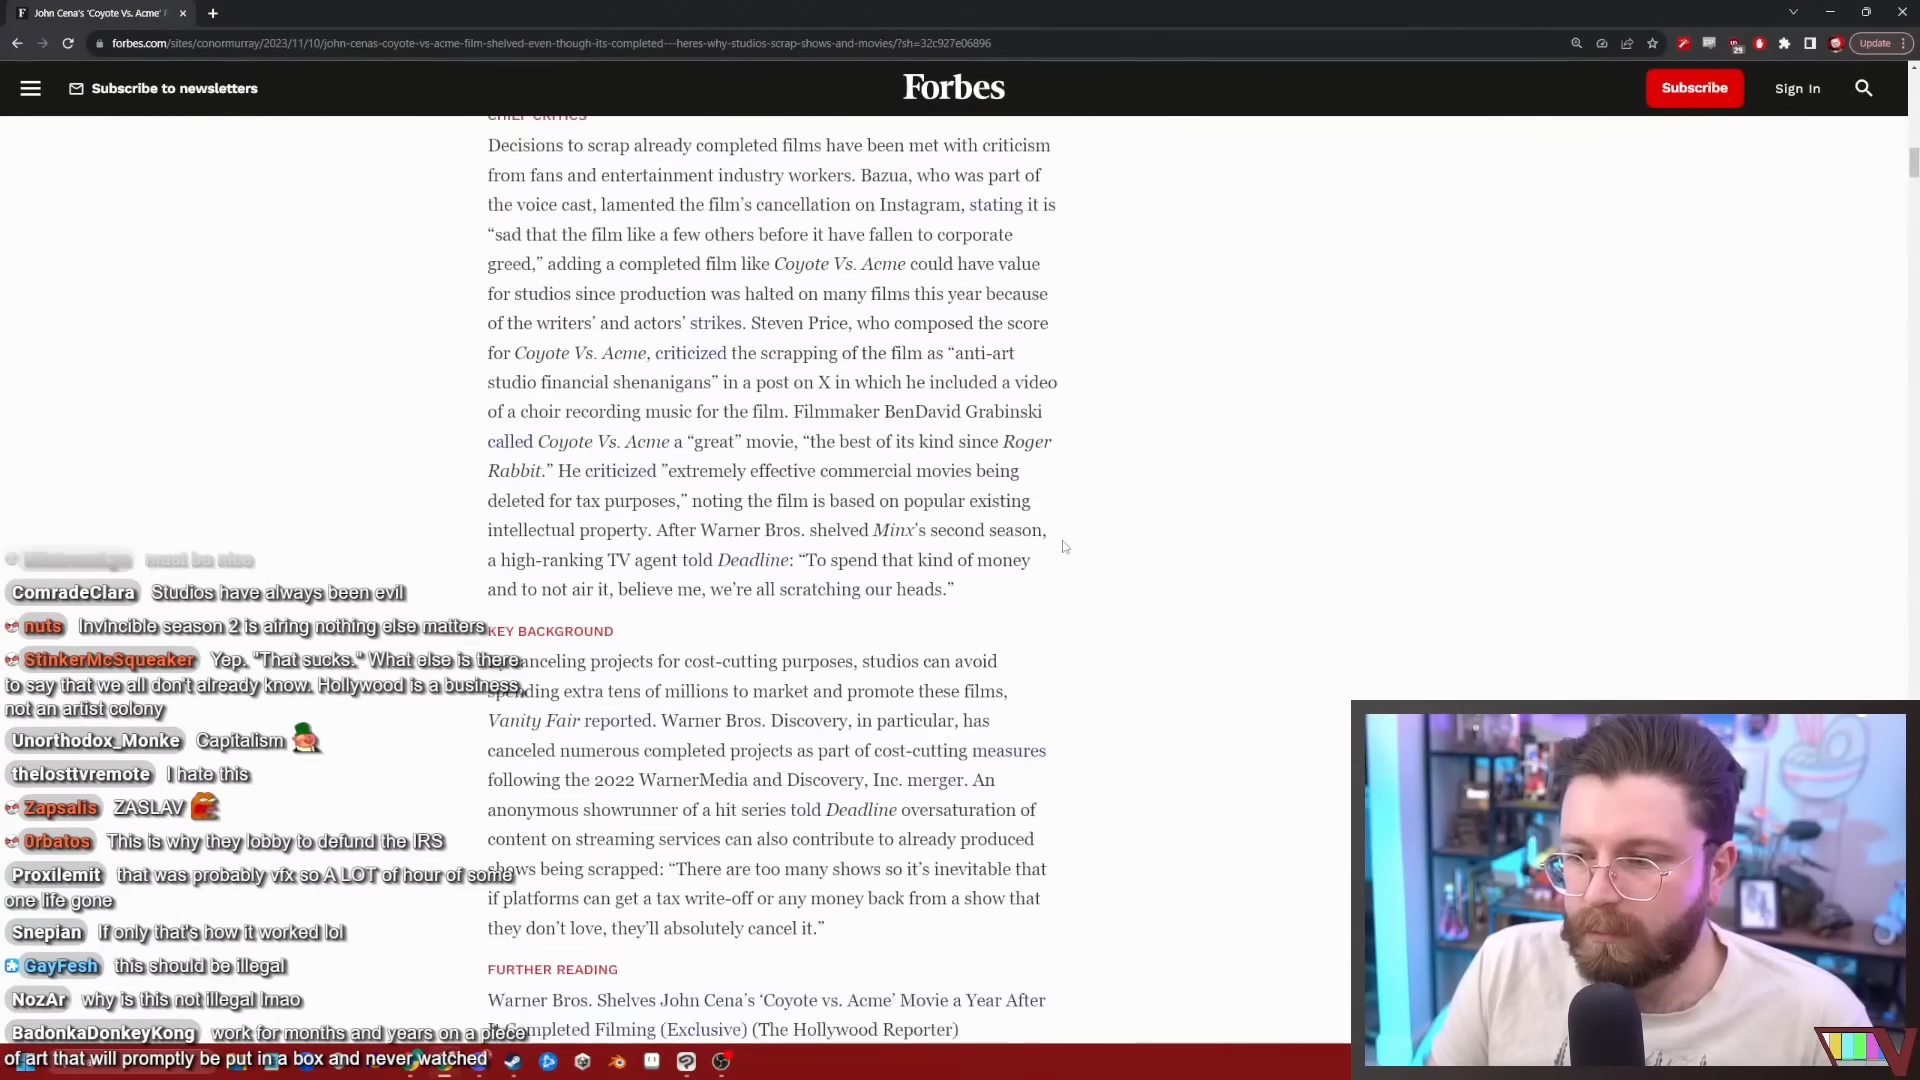 John Cena's 'Coyote Vs. Acme' F
forbes.com/sites/conormurray/2023/11/10/john-cenas-coyote-vs-acme-film-shelved-even-though-its-completed---heres-why-studios-scrap-shows-and-movies/?sh=32c927e06896
29
Update
Subscribe to newsletters
Forbes
Subscribe
Sign In
CHIEF CRITICS
Decisions to scrap already completed films have been met with criticism
from fans and entertainment industry workers. Bazua, who was part of
the voice cast, lamented the film's cancellation on Instagram, stating it is
“sad that the film like a few others before it have fallen to corporate
greed,” adding a completed film like Coyote Vs. Acme could have value
for studios since production was halted on many films this year because
of the writers' and actors' strikes. Steven Price, who composed the score
for Coyote Vs. Acme, criticized the scrapping of the film as “anti-art
studio financial shenanigans” in a post on X in which he included a video
of a choir recording music for the film. Filmmaker BenDavid Grabinski
called Coyote Vs. Acme a “great” movie, “the best of its kind since Roger
Rabbit.” He criticized ”extremely effective commercial movies being
deleted for tax purposes,” noting the film is based on popular existing
intellectual property. After Warner Bros. shelved Minx's second season,
a high-ranking TV agent told Deadline: “To spend that kind of money
and to not air it, believe me, we're all scratching our heads.”
KEY BACKGROUND
canceling projects for cost-cutting purposes, studios can avoid
spending extra tens of millions to market and promote these films,
Vanity Fair reported. Warner Bros. Discovery, in particular, has
canceled numerous completed projects as part of cost-cutting measures
following the 2022 WarnerMedia and Discovery, Inc. merger. An
anonymous showrunner of a hit series told Deadline oversaturation of
content on streaming services can also contribute to already produced
shows being scrapped: “There are too many shows so it's inevitable that
if platforms can get a tax write-off or any money back from a show that
they don't love, they'll absolutely cancel it.”
FURTHER READING
Warner Bros. Shelves John Cena's 'Coyote vs. Acme' Movie a Year After
It Completed Filming (Exclusive) (The Hollywood Reporter)
must be nice
ComradeClara Studios have always been evil
nuts Invincible season 2 is airing nothing else matters
StinkerMcSqueaker Yep. "That sucks." What else is there
to say that we all don't already know. Hollywood is a business,
not an artist colony
Unorthodox_Monke Capitalism
thelosttvremote I hate this
Zapsalis ZASLAV
0rbatos This is why they lobby to defund the IRS
Proxilemit that was probably vfx so A LOT of hour of some
one life gone
Snepian If only that's how it worked lol
GayFesh this should be illegal
NozAr why is this not illegal lmao
BadonkaDonkeyKong work for months and years on a piece
of art that will promptly be put in a box and never watched